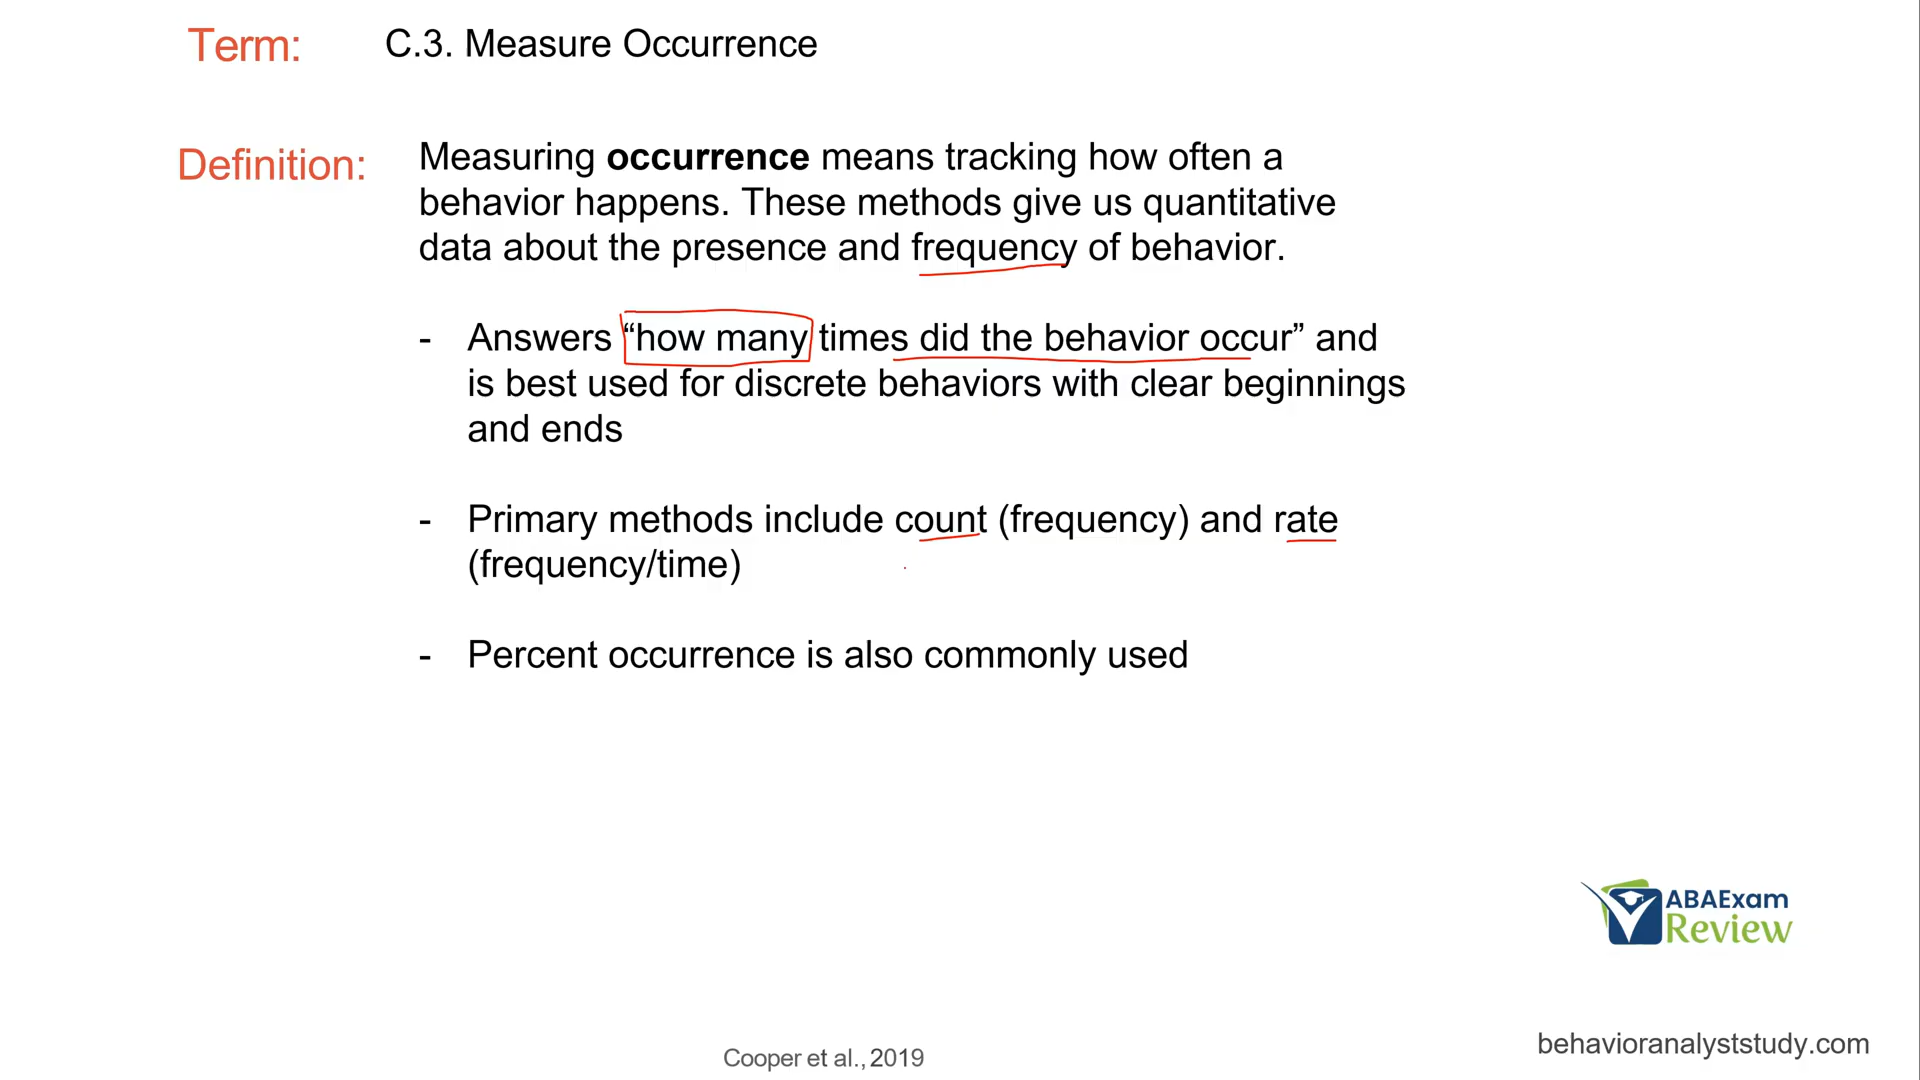 Term: C.3. Measure Occurrence
Definition: Measuring occurrence means tracking how often a
behavior happens. These methods give us quantitative
data about the presence and frequency of behavior.
- Answers “how many times did the behavior occur” and
is best used for discrete behaviors with clear beginnings
and ends
- Primary methods include count (frequency) and rate
(frequency/time)
- Percent occurrence is also commonly used
ABAExam
Review
behavioranalyststudy.com
Cooper et al., 2019